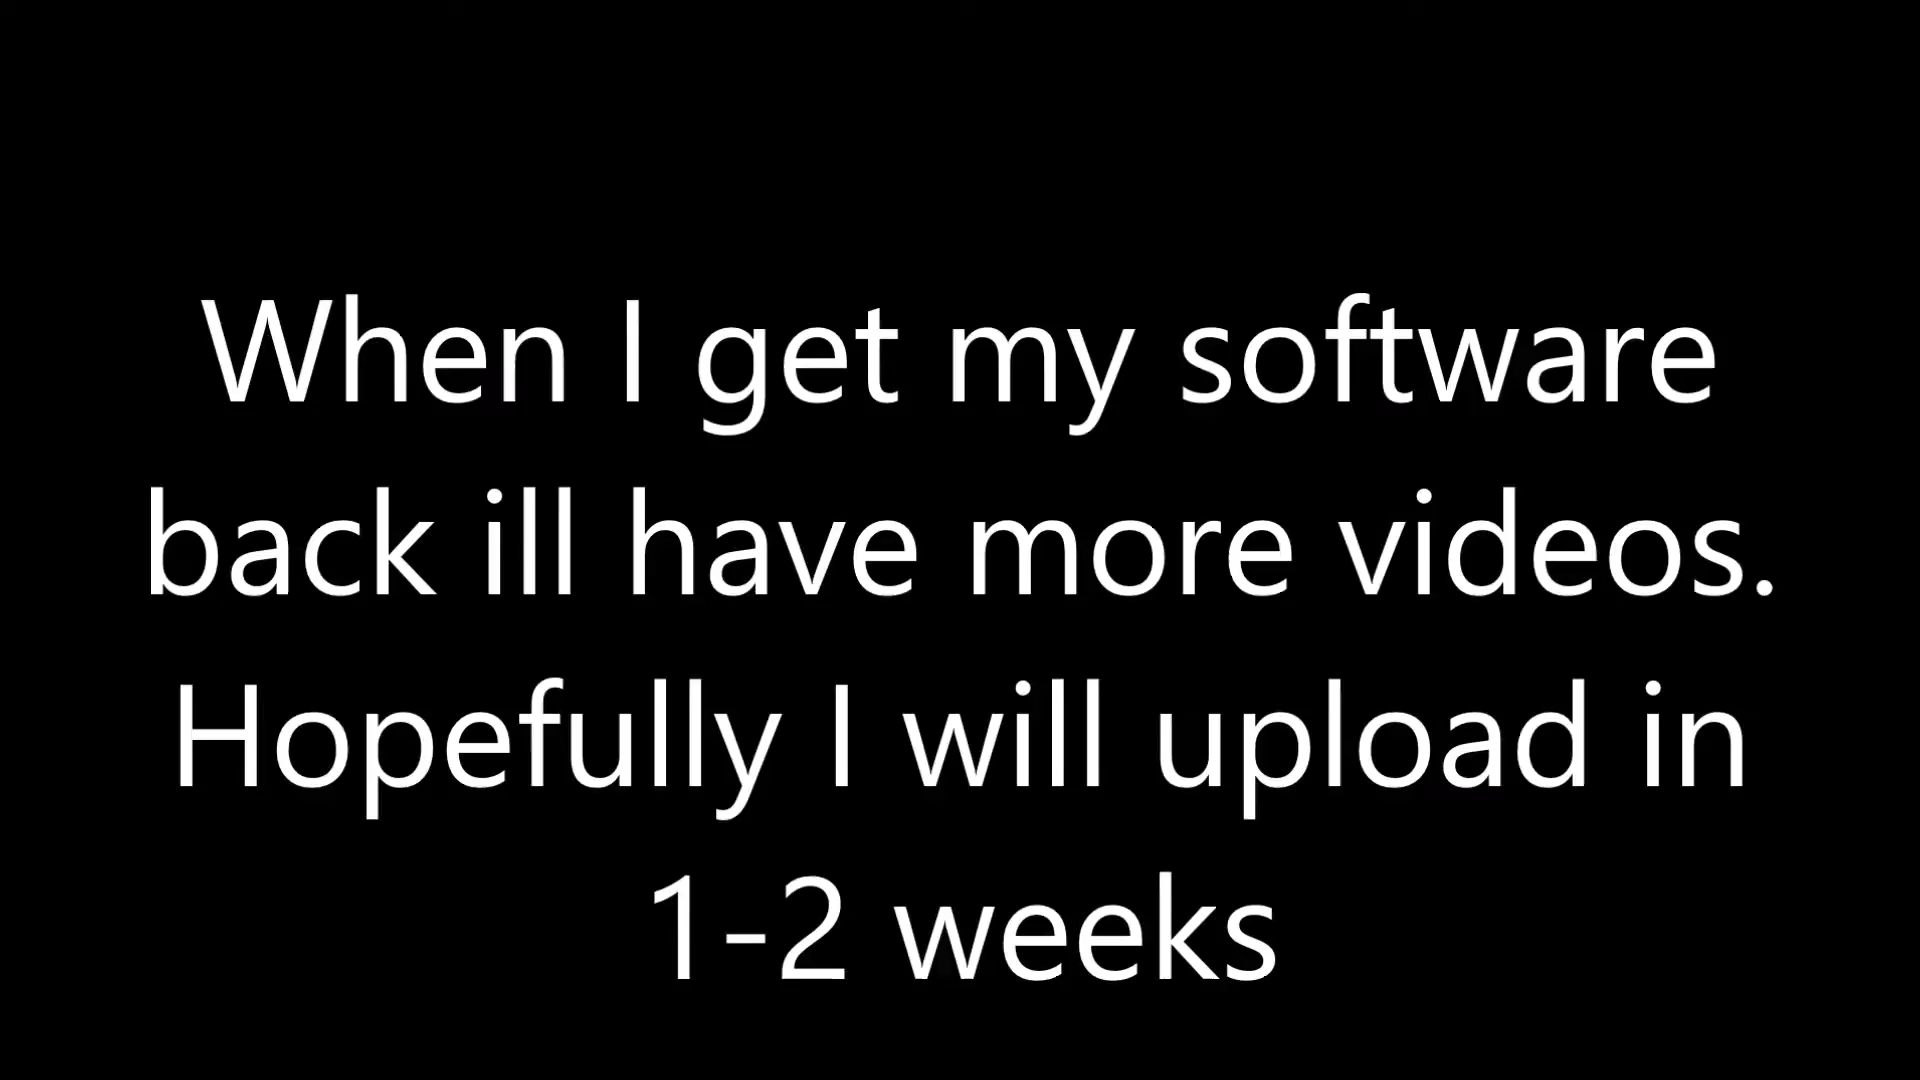 When I get my software
back ill have more videos.
Hopefully I will upload in
1-2 weeks